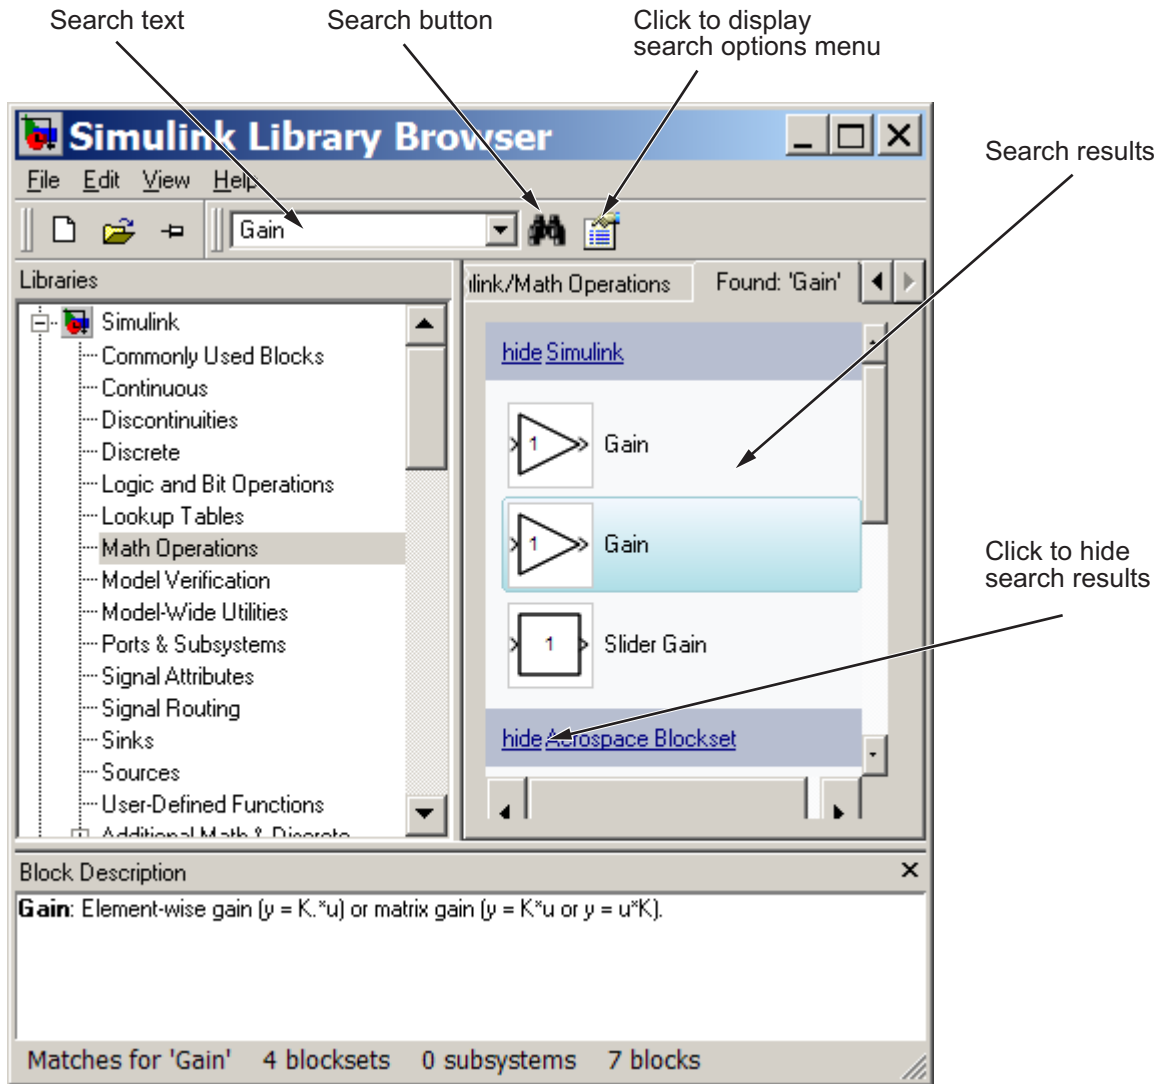 Search text
Search button
Click to display
search options menu
Simulink Library Browser
Search results
File Edit View Help
Gain
Libraries
link/Math Operations
Found: 'Gain'
Simulink
Commonly Used Blocks
Continuous
Discontinuities
Discrete
Logic and Bit Operations
Lookup Tables
Math Operations
Model Verification
Model-Wide Utilities
Ports & Subsystems
Signal Attributes
Signal Routing
Sinks
Sources
User-Defined Functions
Additional Math & Discrete
hide Simulink
1
Gain
1
Gain
1
Slider Gain
hide Aerospace Blockset
Click to hide
search results
Block Description
Gain: Element-wise gain (y = K.*u) or matrix gain (y = K*u or y = u*K).
Matches for 'Gain' 4 blocksets 0 subsystems 7 blocks